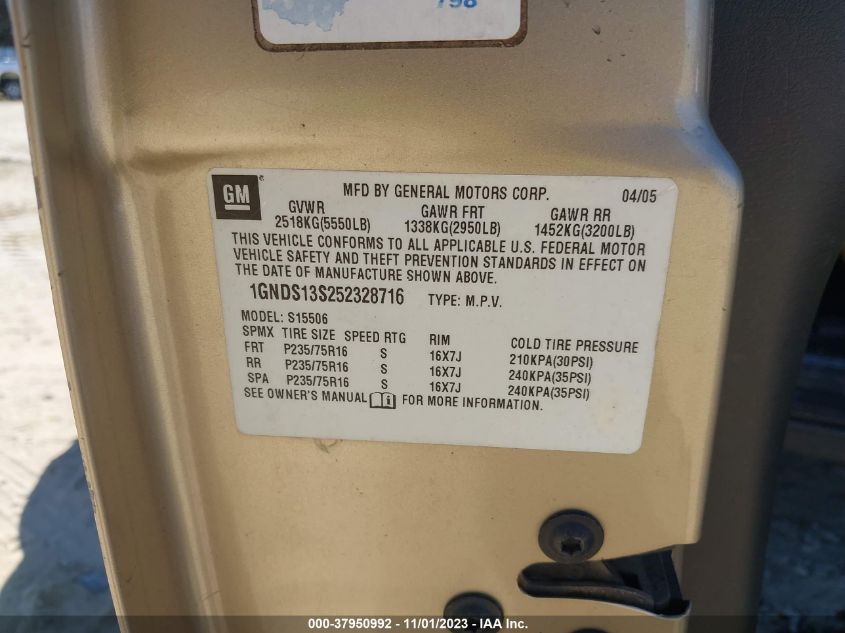 798
GM
MFD BY GENERAL MOTORS CORP. 04/05
GVWR GAWR FRT GAWR RR
2518KG(5550LB) 1338KG(2950LB) 1452KG(3200LB)
THIS VEHICLE CONFORMS TO ALL APPLICABLE U.S. FEDERAL MOTOR
VEHICLE SAFETY AND THEFT PREVENTION STANDARDS IN EFFECT ON
THE DATE OF MANUFACTURE SHOWN ABOVE.
1GNDS13S252328716 TYPE: M.P.V.
MODEL: S15506
SPMX TIRE SIZE SPEED RTG RIM COLD TIRE PRESSURE
FRT P235/75R16 S 16X7J 210KPA(30PSI)
RR P235/75R16 S 16X7J 240KPA(35PSI)
SPA P235/75R16 S 16X7J 240KPA(35PSI)
SEE OWNER'S MANUAL FOR MORE INFORMATION.
000-37950992 - 11/01/2023 - IAA Inc.